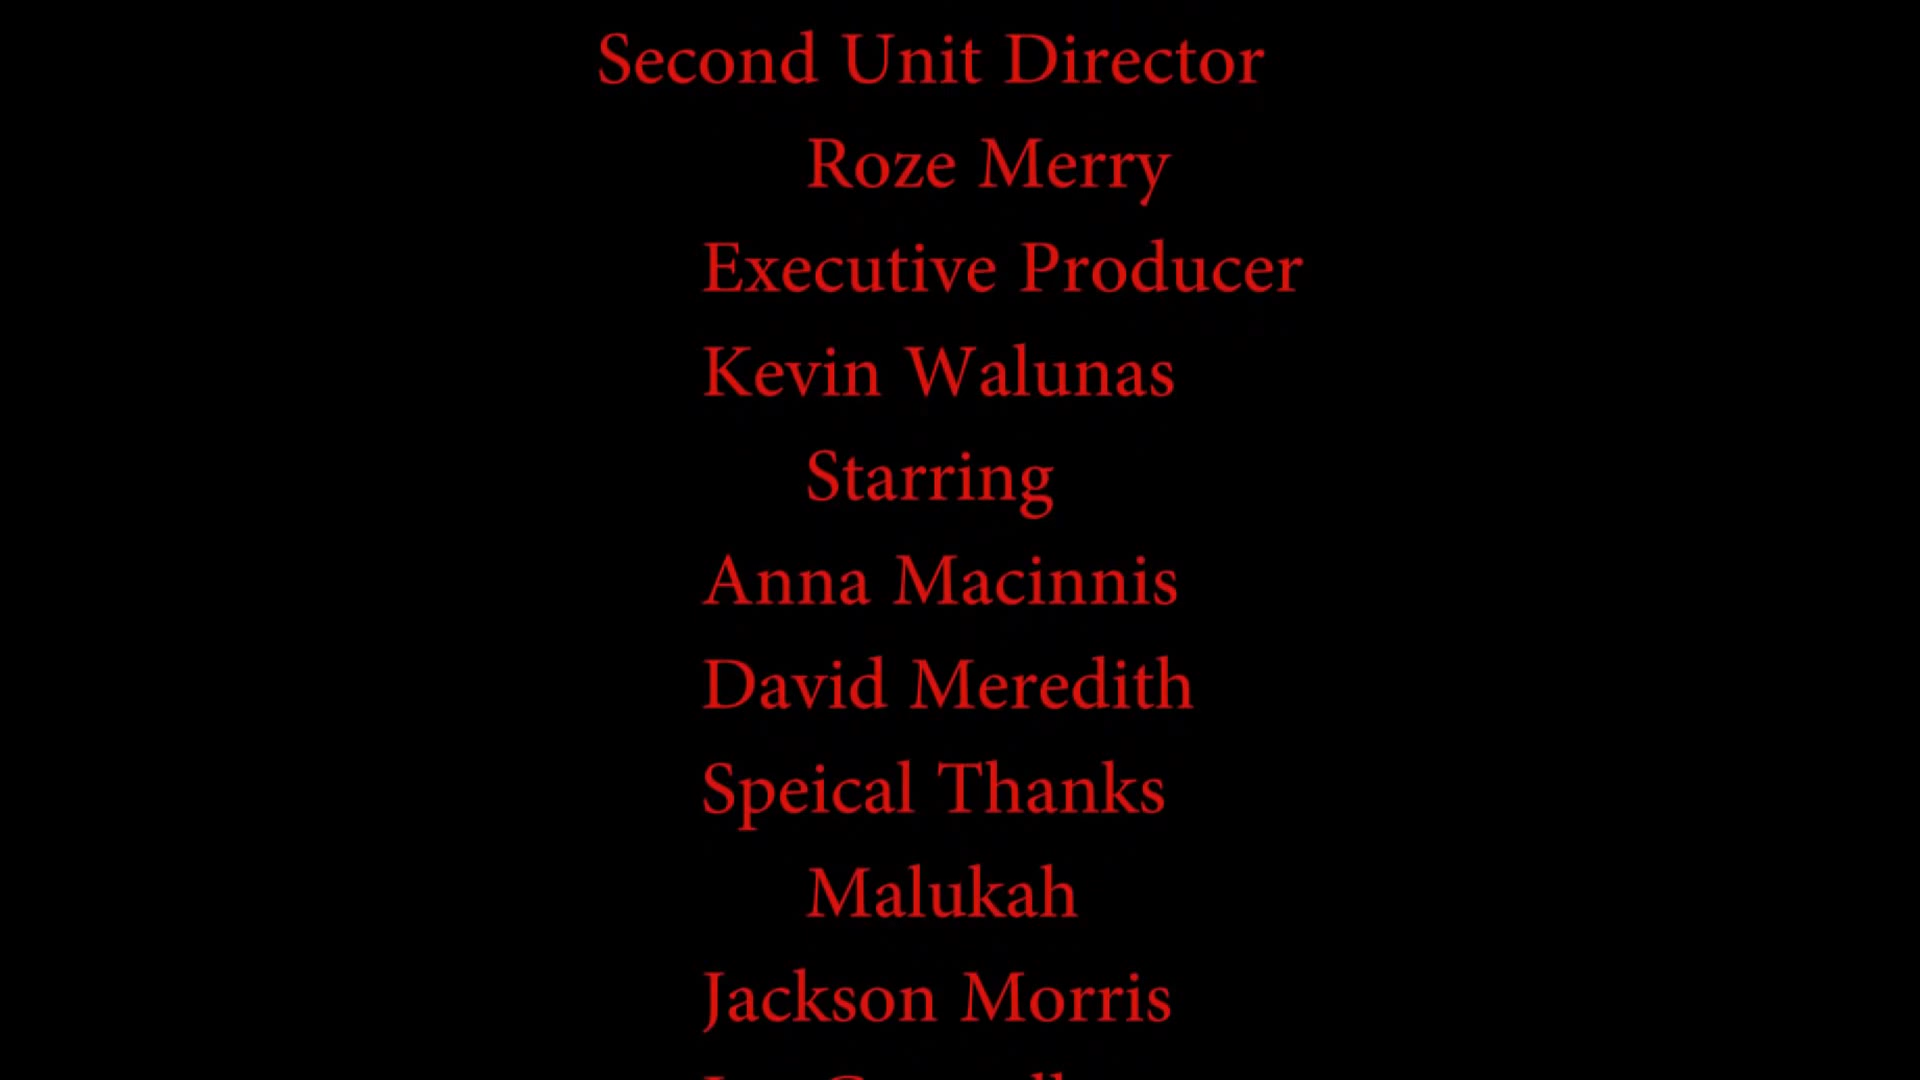 Second Unit Director
Roze Merry
Executive Producer
Kevin Walunas
Starring
Anna Macinnis
David Meredith
Speical Thanks
Malukah
Jackson Morris